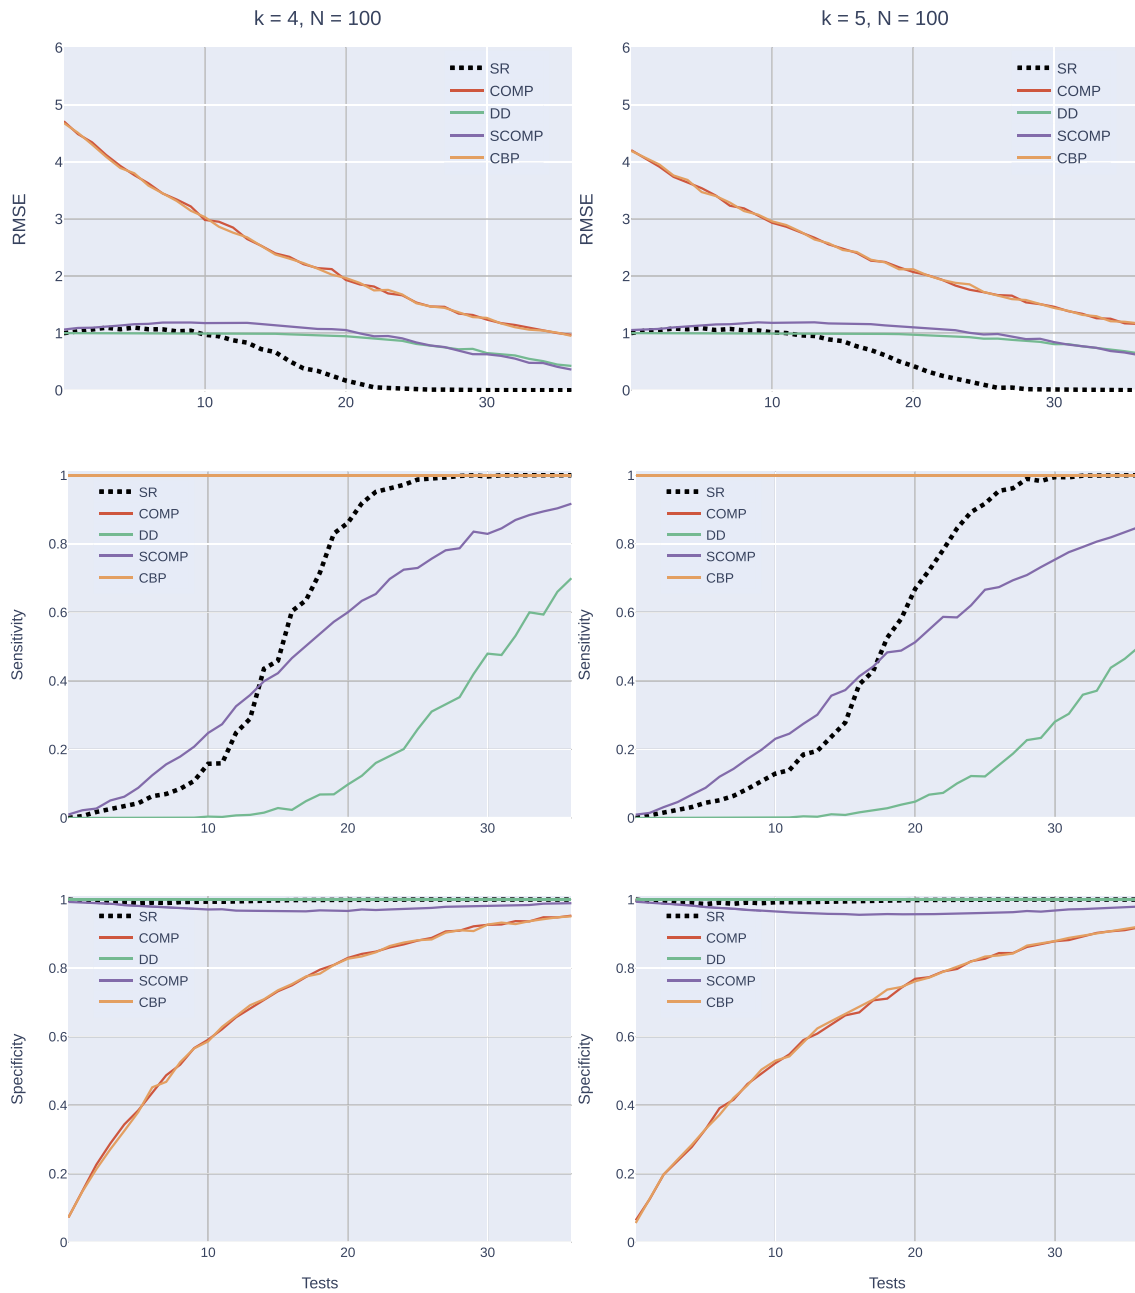 k = 4, N = 100
k = 5, N = 100
6
5
4
3
2
1
0
RMSE
SR
COMP
DD
SCOMP
CBP
10
20
30
6
5
4
3
2
1
0
RMSE
SR
COMP
DD
SCOMP
CBP
10
20
30
1
0.8
0.6
0.4
0.2
0
Sensitivity
SR
COMP
DD
SCOMP
CBP
10
20
30
1
0.8
0.6
0.4
0.2
0
Sensitivity
SR
COMP
DD
SCOMP
CBP
10
20
30
1
0.8
0.6
0.4
0.2
0
Specificity
SR
COMP
DD
SCOMP
CBP
10
20
30
Tests
1
0.8
0.6
0.4
0.2
0
Specificity
SR
COMP
DD
SCOMP
CBP
10
20
30
Tests